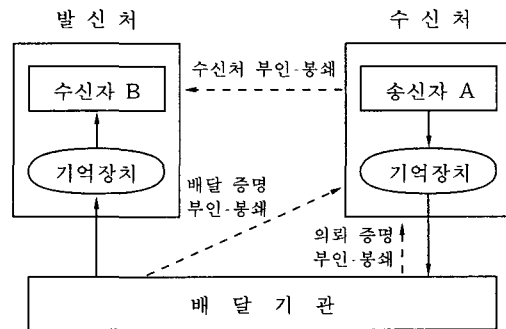 발신처
수신처
수신처 부인-봉쇄
수신자 B
송신자 A
기억장치
기억장치
배달 증명
부인-봉쇄
의뢰 증명
부인-봉쇄
배달기관